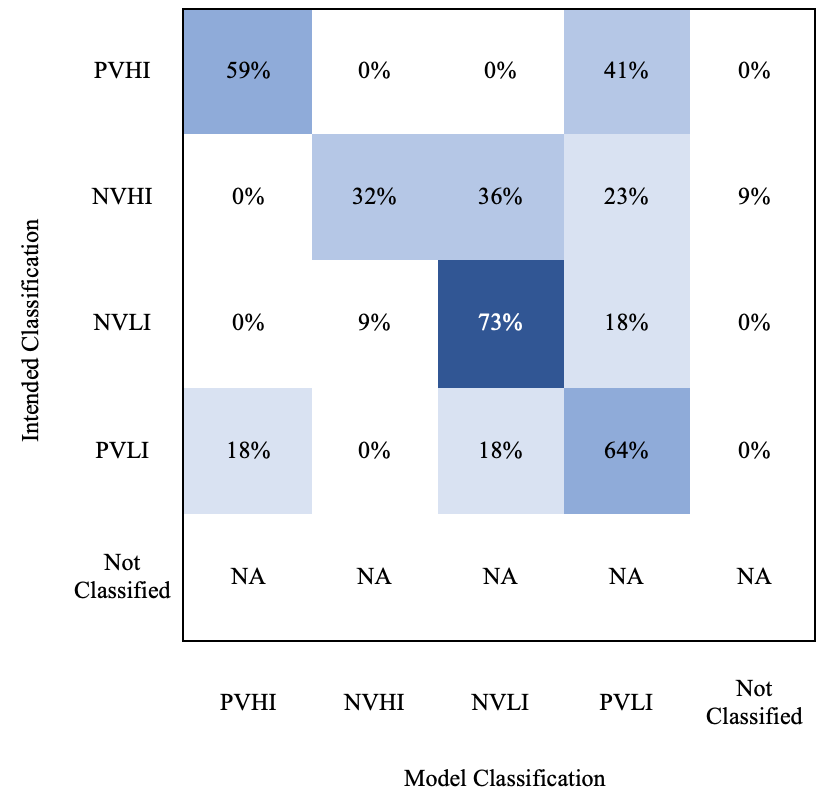 PVHI 59% 0% 0% 41% 0%
NVHI 0% 32% 36% 23% 9%
NVLI 0% 9% 73% 18% 0%
PVLI 18% 0% 18% 64% 0%
Not
Classified NA NA NA NA NA
Intended Classification
PVHI NVHI NVLI PVLI Not
Classified
Model Classification